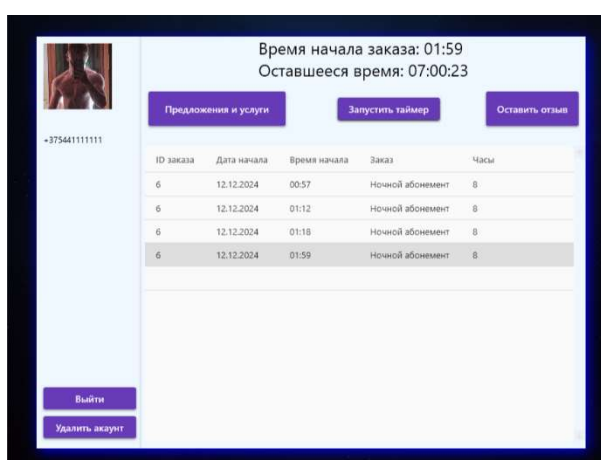 Время начала заказа: 01:59
Оставшееся время: 07:00:23
Предложения и услуги Запустить таймер Оставить отзыв
+375441111111
ID заказа Дата начала Время начала Заказ Часы
6 12.12.2024 00:57 Ночной абонемент 8
6 12.12.2024 01:12 Ночной абонемент 8
6 12.12.2024 01:18 Ночной абонемент 8
6 12.12.2024 01:59 Ночной абонемент 8
Выйти
Удалить акаунт